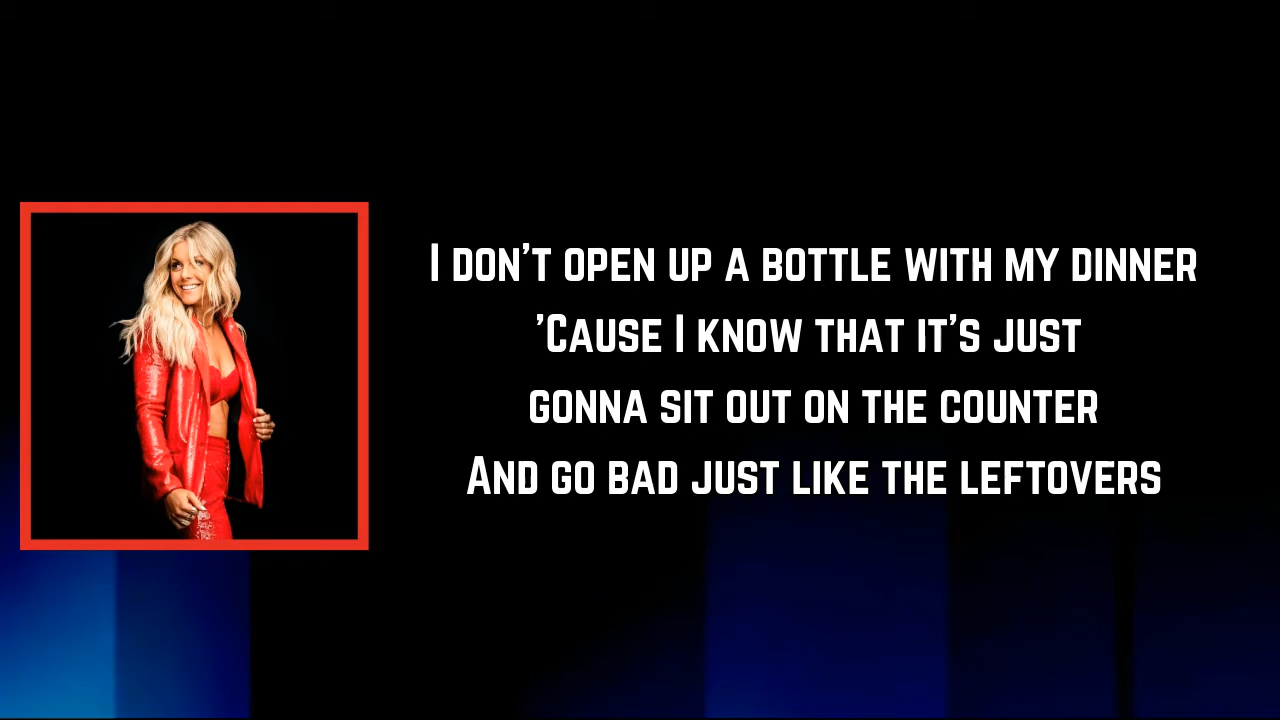 I don't open up a bottle with my dinner
'Cause I know that it's just
gonna sit out on the counter
And go bad just like the leftovers